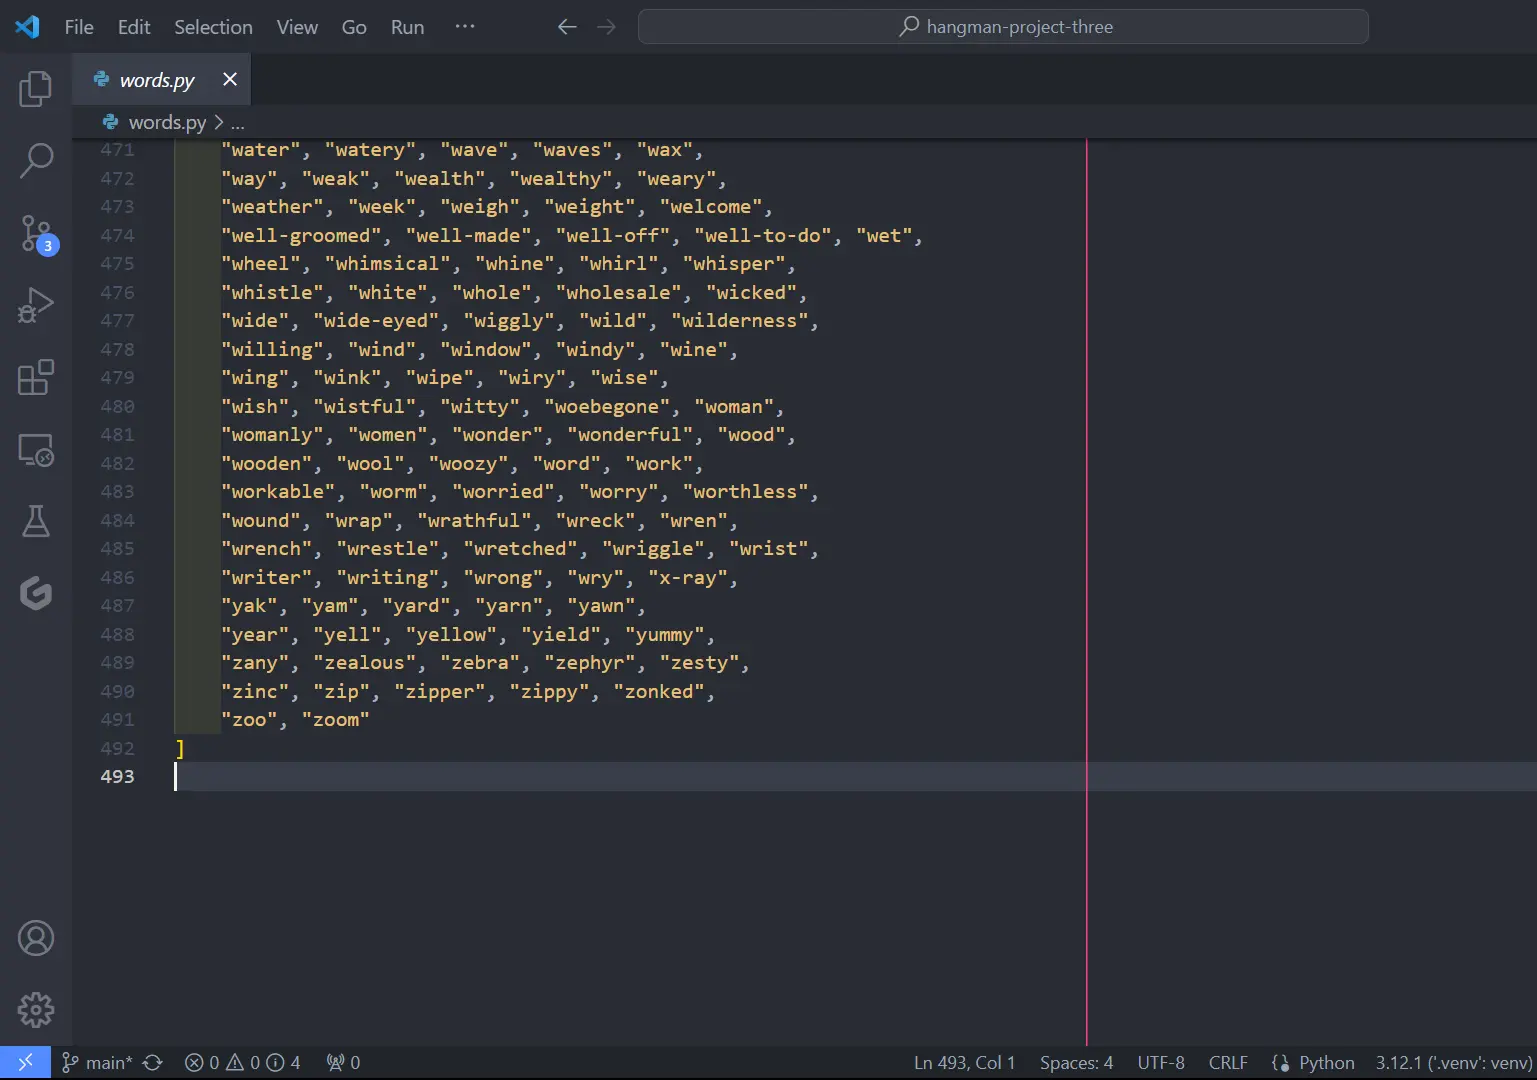 File Edit Selection View Go Run ··· hangman-project-three
words.py
words.py > ...
471 "water", "watery", "wave", "waves", "wax",
472 "way", "weak", "wealth", "wealthy", "weary",
473 "weather", "week", "weigh", "weight", "welcome",
474 "well-groomed", "well-made", "well-off", "well-to-do", "wet",
475 "wheel", "whimsical", "whine", "whirl", "whisper",
476 "whistle", "white", "whole", "wholesale", "wicked",
477 "wide", "wide-eyed", "wiggly", "wild", "wilderness",
478 "willing", "wind", "window", "windy", "wine",
479 "wing", "wink", "wipe", "wiry", "wise",
480 "wish", "wistful", "witty", "woebegone", "woman",
481 "womanly", "women", "wonder", "wonderful", "wood",
482 "wooden", "wool", "woozy", "word", "work",
483 "workable", "worm", "worried", "worry", "worthless",
484 "wound", "wrap", "wrathful", "wreck", "wren",
485 "wrench", "wrestle", "wretched", "wriggle", "wrist",
486 "writer", "writing", "wrong", "wry", "x-ray",
487 "yak", "yam", "yard", "yarn", "yawn",
488 "year", "yell", "yellow", "yield", "yummy",
489 "zany", "zealous", "zebra", "zephyr", "zesty",
490 "zinc", "zip", "zipper", "zippy", "zonked",
491 "zoo", "zoom"
492 ]
493
3
main* 0 0 4 0 Ln 493, Col 1 Spaces: 4 UTF-8 CRLF Python 3.12.1 ('.venv': venv)